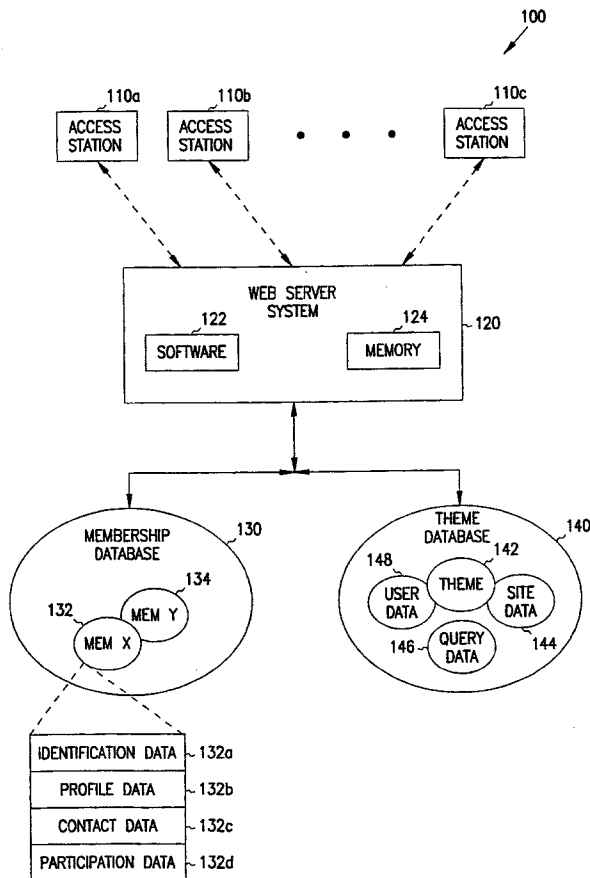 100
110a
110b
110c
ACCESS
STATION
ACCESS
STATION
ACCESS
STATION
WEB SERVER
SYSTEM
122
124
120
SOFTWARE
MEMORY
MEMBERSHIP
DATABASE
130
134
132
MEM Y
MEM X
THEME
DATABASE
140
142
148
THEME
USER
DATA
SITE
DATA
146
QUERY
DATA
144
IDENTIFICATION DATA
132a
PROFILE DATA
132b
CONTACT DATA
132c
PARTICIPATION DATA
132d